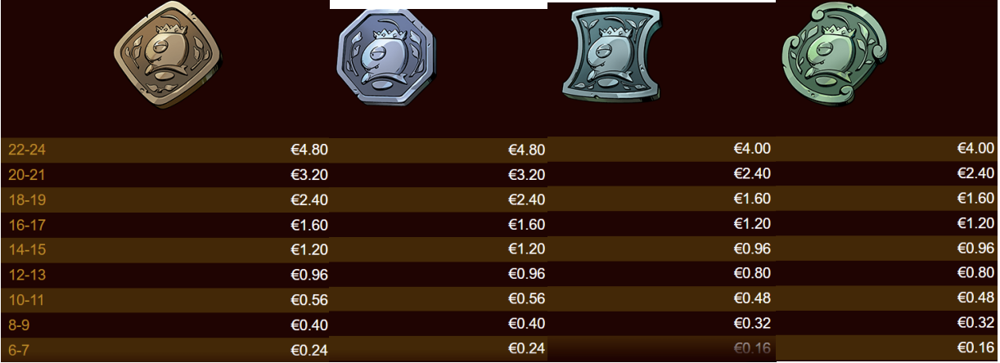 22-24 €4.80 €4.80 €4.00 €4.00
20-21 €3.20 €3.20 €2.40 €2.40
18-19 €2.40 €2.40 €1.60 €1.60
16-17 €1.60 €1.60 €1.20 €1.20
14-15 €1.20 €1.20 €0.96 €0.96
12-13 €0.96 €0.96 €0.80 €0.80
10-11 €0.56 €0.56 €0.48 €0.48
8-9 €0.40 €0.40 €0.32 €0.32
6-7 €0.24 €0.24 €0.16 €0.16